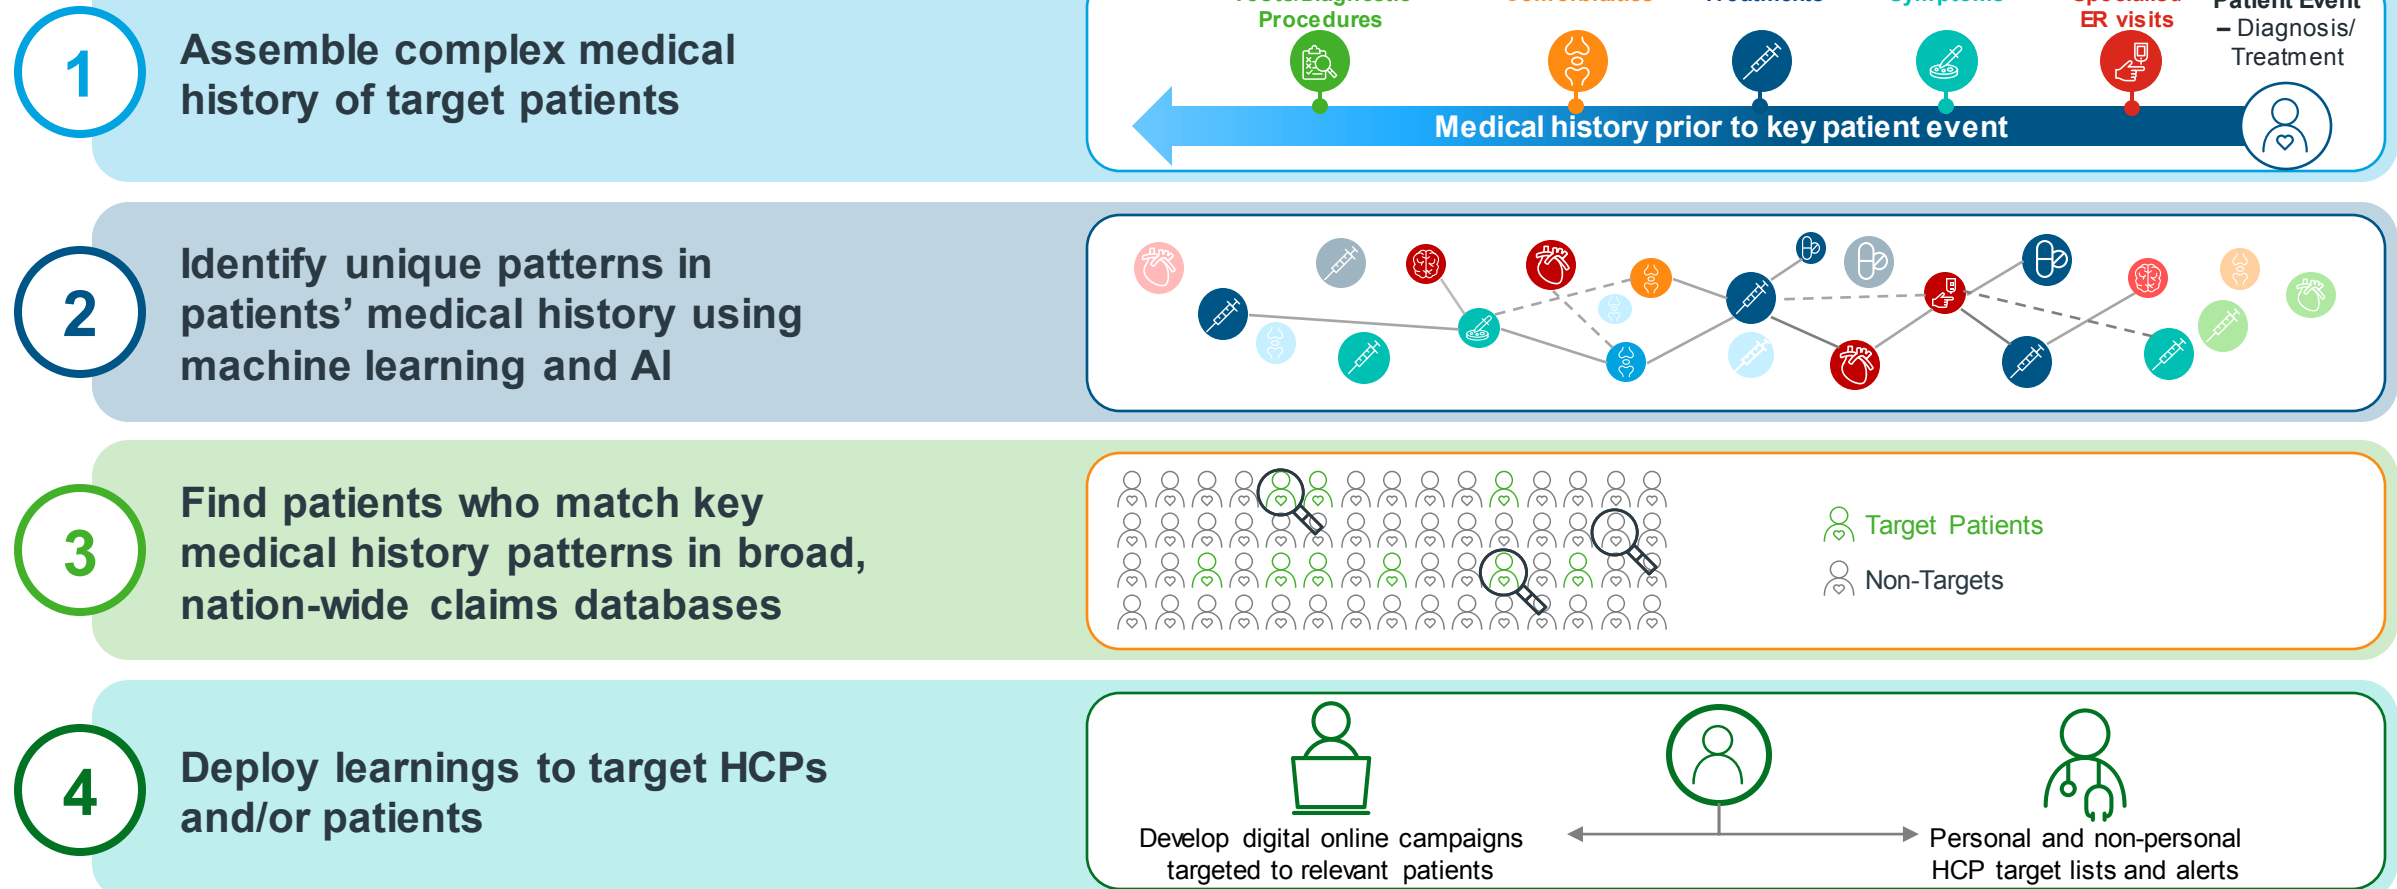 1
Assemble complex medical
history of target patients
Procedures
ER visits
Patient Event
– Diagnosis/
Treatment
Medical history prior to key patient event
2
Identify unique patterns in
patients’ medical history using
machine learning and AI
3
Find patients who match key
medical history patterns in broad,
nation-wide claims databases
Target Patients
Non-Targets
4
Deploy learnings to target HCPs
and/or patients
Develop digital online campaigns
targeted to relevant patients
Personal and non-personal
HCP target lists and alerts